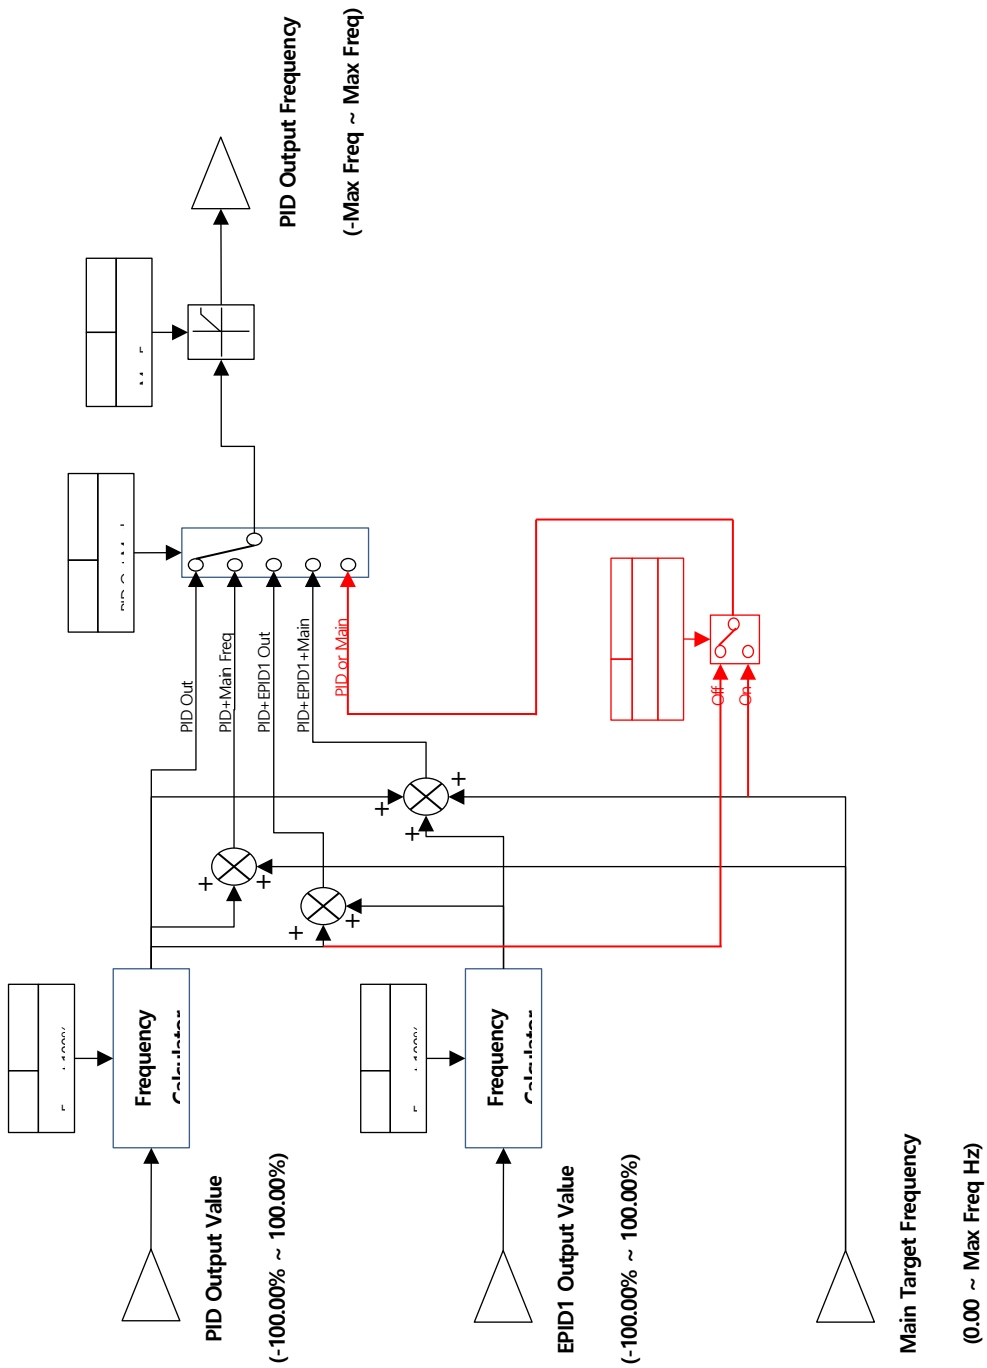 PID Output Value
(-100.00% ~ 100.00%)
Frequency
Calculator
EPID1 Output Value
(-100.00% ~ 100.00%)
Frequency
Calculator
Main Target Frequency
(0.00 ~ Max Freq Hz)
+
+
+
+
+
+
+
PID Out
PID+Main Freq
PID+EPID1 Out
PID+EPID1+Main
PID or Main
Off
On
PID Output Frequency
(-Max Freq ~ Max Freq)